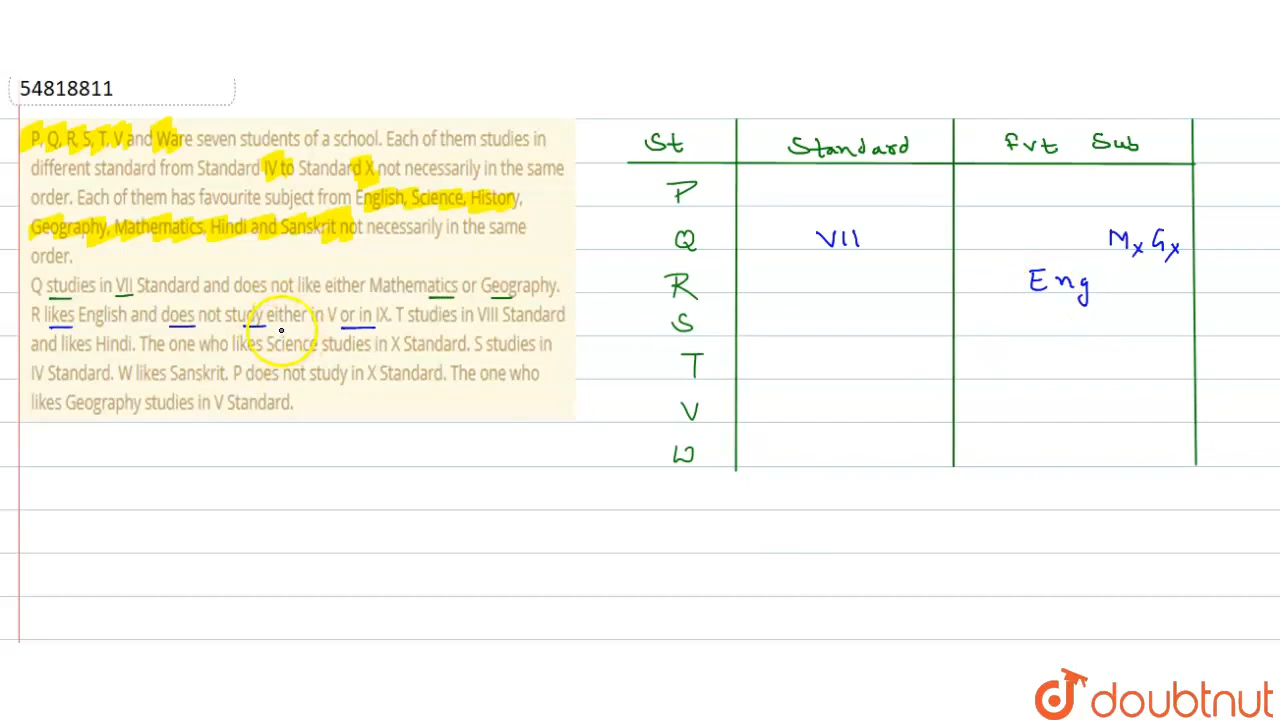 54818811
P, Q, R, S, T. V and Ware seven students of a school. Each of them studies in
different standard from Standard IV to Standard X not necessarily in the same
order. Each of them has favourite subject from English, Science, History,
Geography, Mathematics, Hindi and Sanskrit not necessarily in the same
order.
Q studies in VII Standard and does not like either Mathematics or Geography.
R likes English and does not study either in V or in IX. T studies in VIII Standard
and likes Hindi. The one who likes Science studies in X Standard. S studies in
IV Standard. W likes Sanskrit. P does not study in X Standard. The one who
likes Geography studies in V Standard.
St Standard Fvt Sub
P
Q VII Mx Gx
R Eng
S
T
V
W
doubtnut